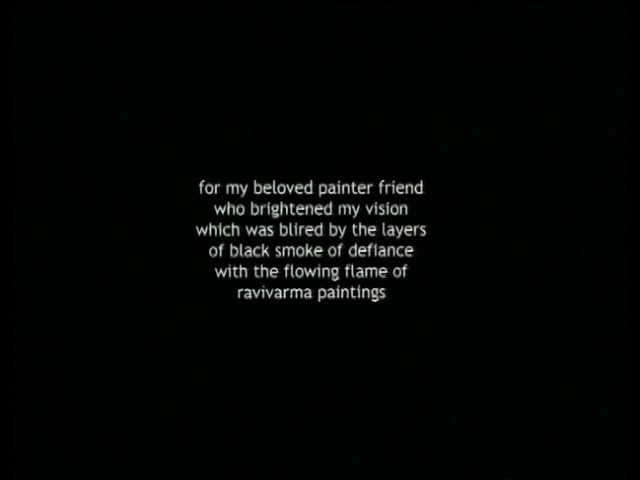 for my beloved painter friend
who brightened my vision
which was blired by the layers
of black smoke of defiance
with the flowing flame of
ravivarma paintings